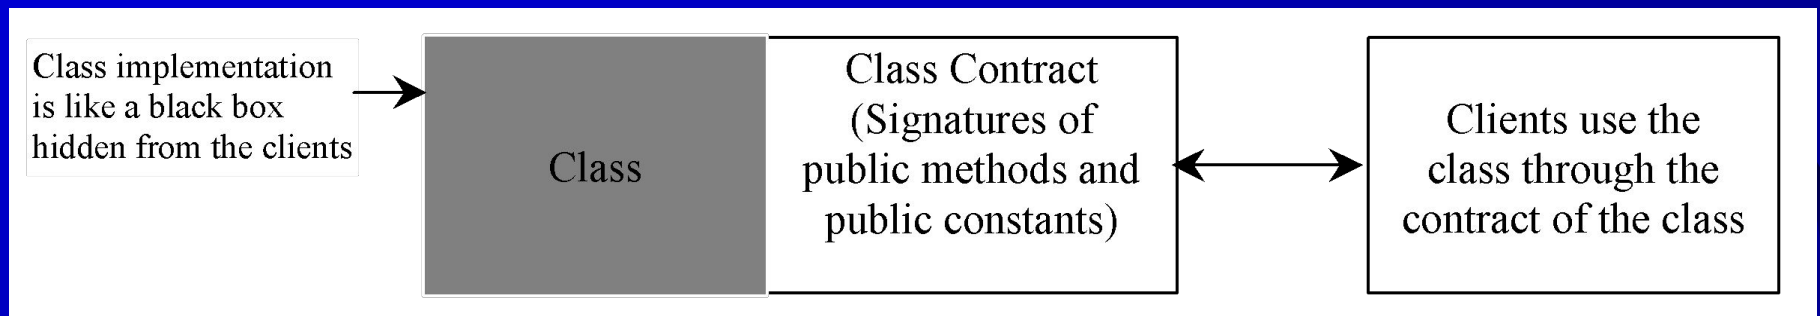 Class implementation
is like a black box
hidden from the clients
Class
Class Contract
(Signatures of
public methods and
public constants)
Clients use the
class through the
contract of the class